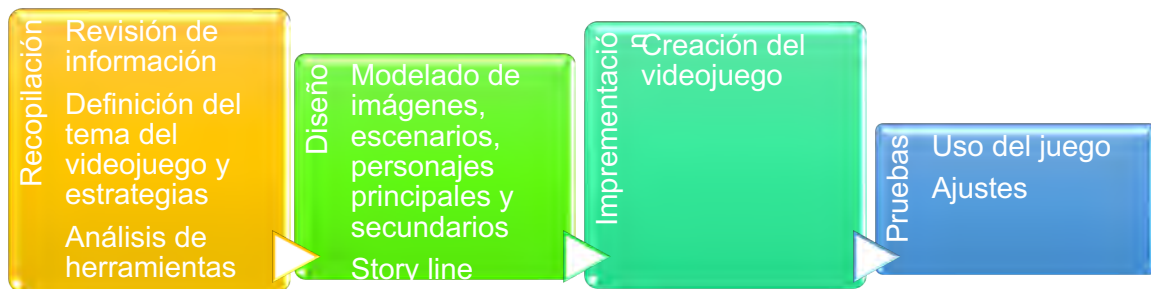 Recopilación
Revisión de
información
Definición del
tema del
videojuego y
estrategias
Análisis de
herramientas
Diseño
Modelado de
imágenes,
escenarios,
personajes
principales y
secundarios
Story line
Imprementación
Creación del
videojuego
Pruebas
Uso del juego
Ajustes